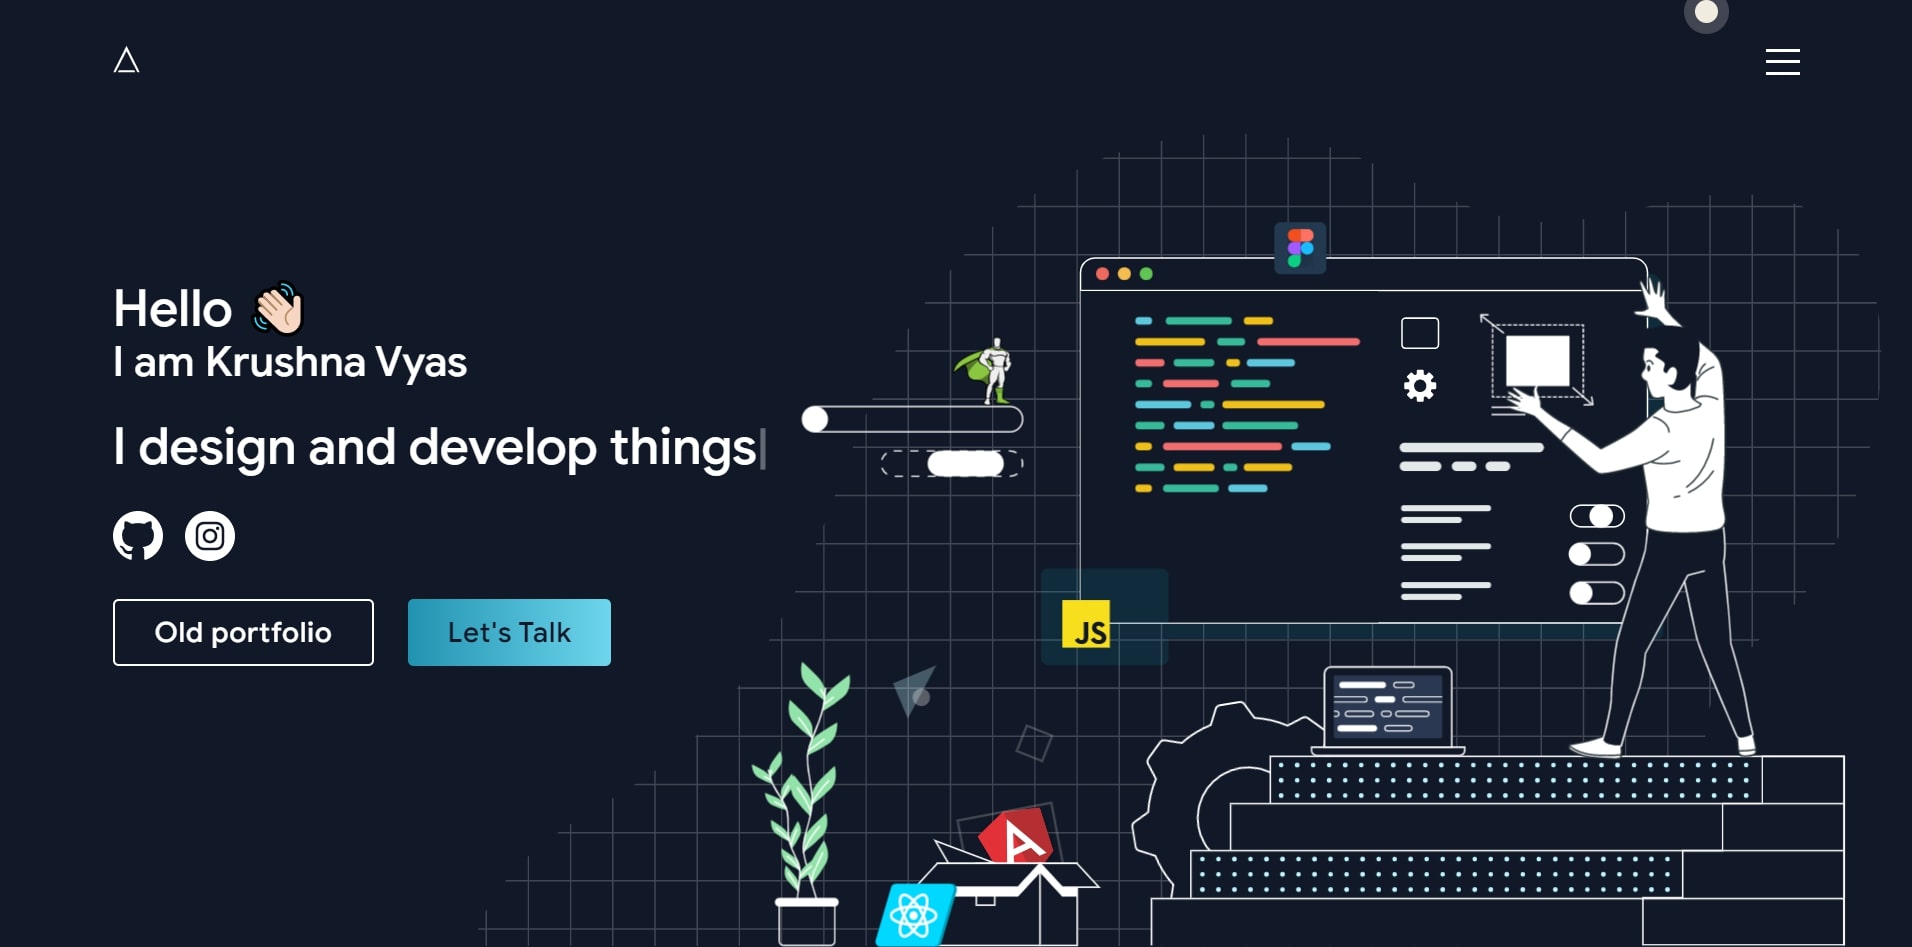 Hello
I am Krushna Vyas
I design and develop things
Old portfolio
Let's Talk
JS